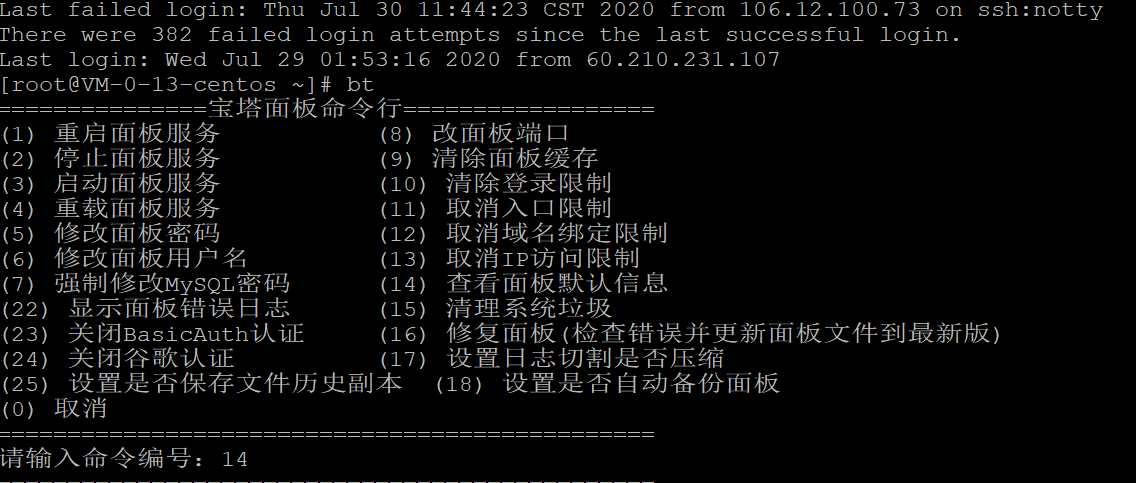 Last failed login: Thu Jul 30 11:44:23 CST 2020 from 106.12.100.73 on ssh:notty
There were 382 failed login attempts since the last successful login.
Last login: Wed Jul 29 01:53:16 2020 from 60.210.231.107
[root@VM-0-13-centos ~]# bt
===============宝塔面板命令行==================
(1) 重启面板服务 (8) 改面板端口
(2) 停止面板服务 (9) 清除面板缓存
(3) 启动面板服务 (10) 清除登录限制
(4) 重载面板服务 (11) 取消入口限制
(5) 修改面板密码 (12) 取消域名绑定限制
(6) 修改面板用户名 (13) 取消IP访问限制
(7) 强制修改MySQL密码 (14) 查看面板默认信息
(22) 显示面板错误日志 (15) 清理系统垃圾
(23) 关闭BasicAuth认证 (16) 修复面板(检查错误并更新面板文件到最新版)
(24) 关闭谷歌认证 (17) 设置日志切割是否压缩
(25) 设置是否保存文件历史副本 (18) 设置是否自动备份面板
(0) 取消
===============================================
请输入命令编号：14
===============================================